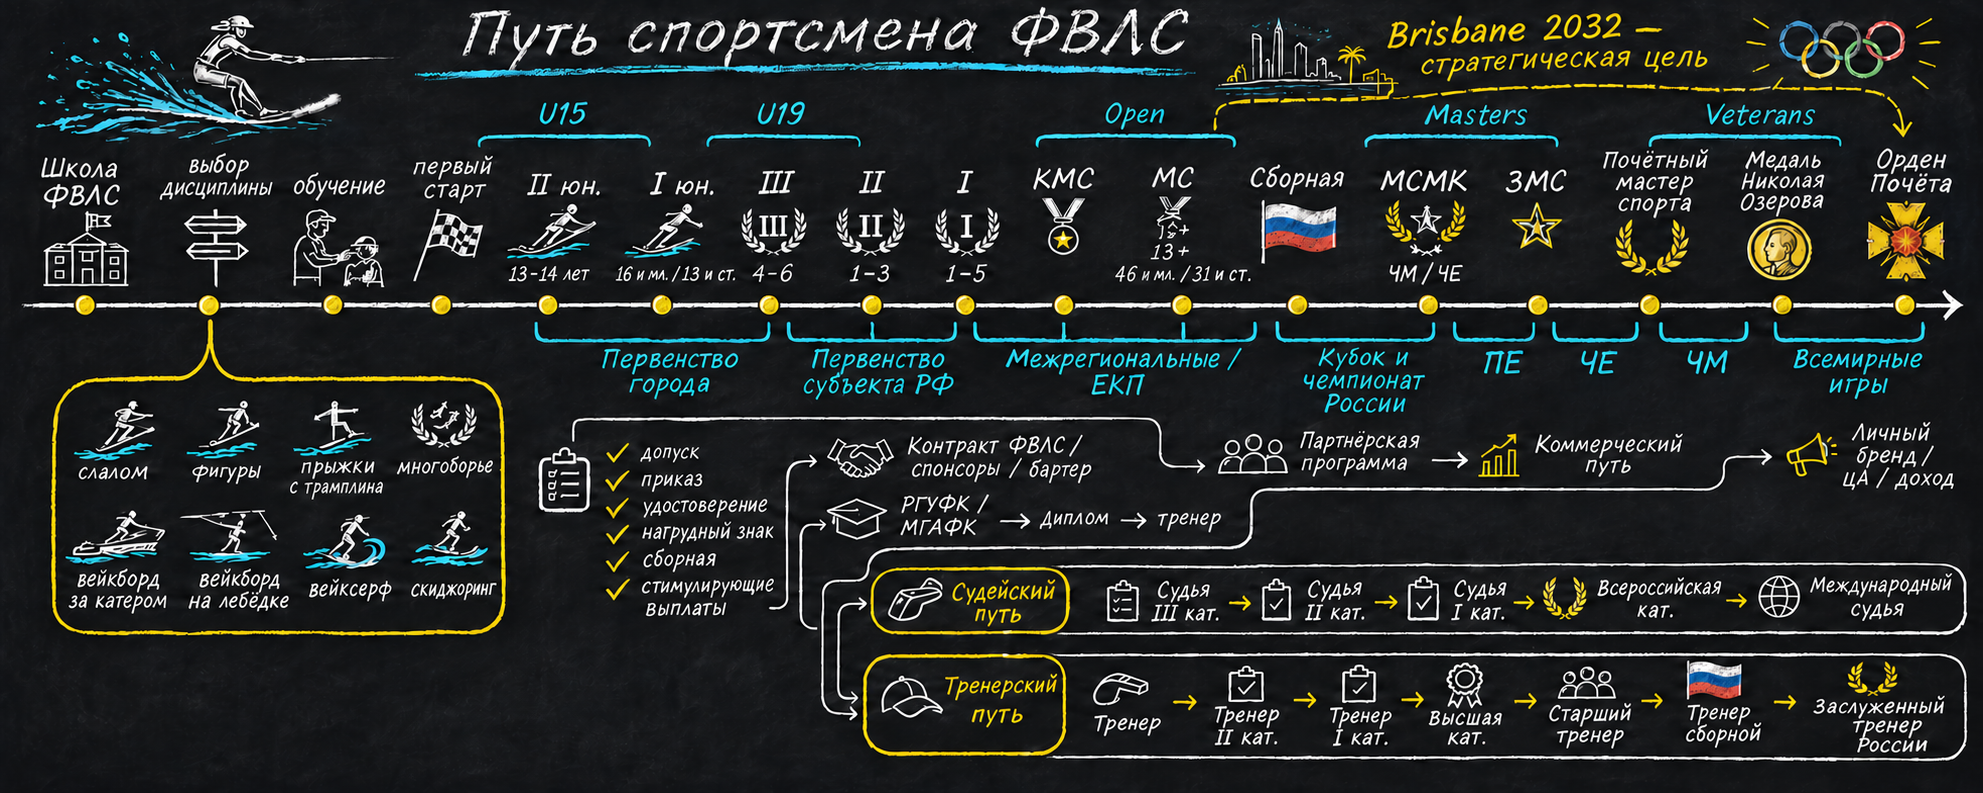 Путь спортсмена ФВЛС
Brisbane 2032 –
стратегическая цель
U15
U19
Open
Masters
Veterans
Школа
ФВЛС
выбор
дисциплины
обучение
первый
старт
II юн.
13-14 лет
I юн.
16 и мл. / 13 и ст.
III
III
4-6
II
II
1-3
I
I
1-5
КМС
МС
13+
46 и мл. / 31 и ст.
Сборная
МСМК
ЧМ / ЧЕ
ЗМС
Почётный
мастер
спорта
Медаль
Николая
Озерова
Орден
Почёта
Первенство
города
Первенство
субъекта РФ
Межрегиональные /
ЕКП
Кубок и
чемпионат
России
ПЕ
ЧЕ
ЧМ
Всемирные
игры
слалом
фигуры
прыжки
с трамплина
многоборье
вейкборд
за катером
вейкборд
на лебёдке
вейксерф
скиджоринг
допуск
приказ
удостоверение
нагрудный знак
сборная
стимулирующие
выплаты
Контракт ФВЛС /
спонсоры / бартер
РГУФК /
МГАФК
Диплом
тренер
Партнёрская
программа
Коммерческий
путь
Личный
бренд /
ЦА / доход
Судейский
путь
Судья
III кат.
Судья
II кат.
Судья
I кат.
Всероссийская
кат.
Международный
судья
Тренерский
путь
Тренер
Тренер
II кат.
Тренер
I кат.
высшая
кат.
Старший
тренер
Тренер
сборной
Заслуженный
тренер
России